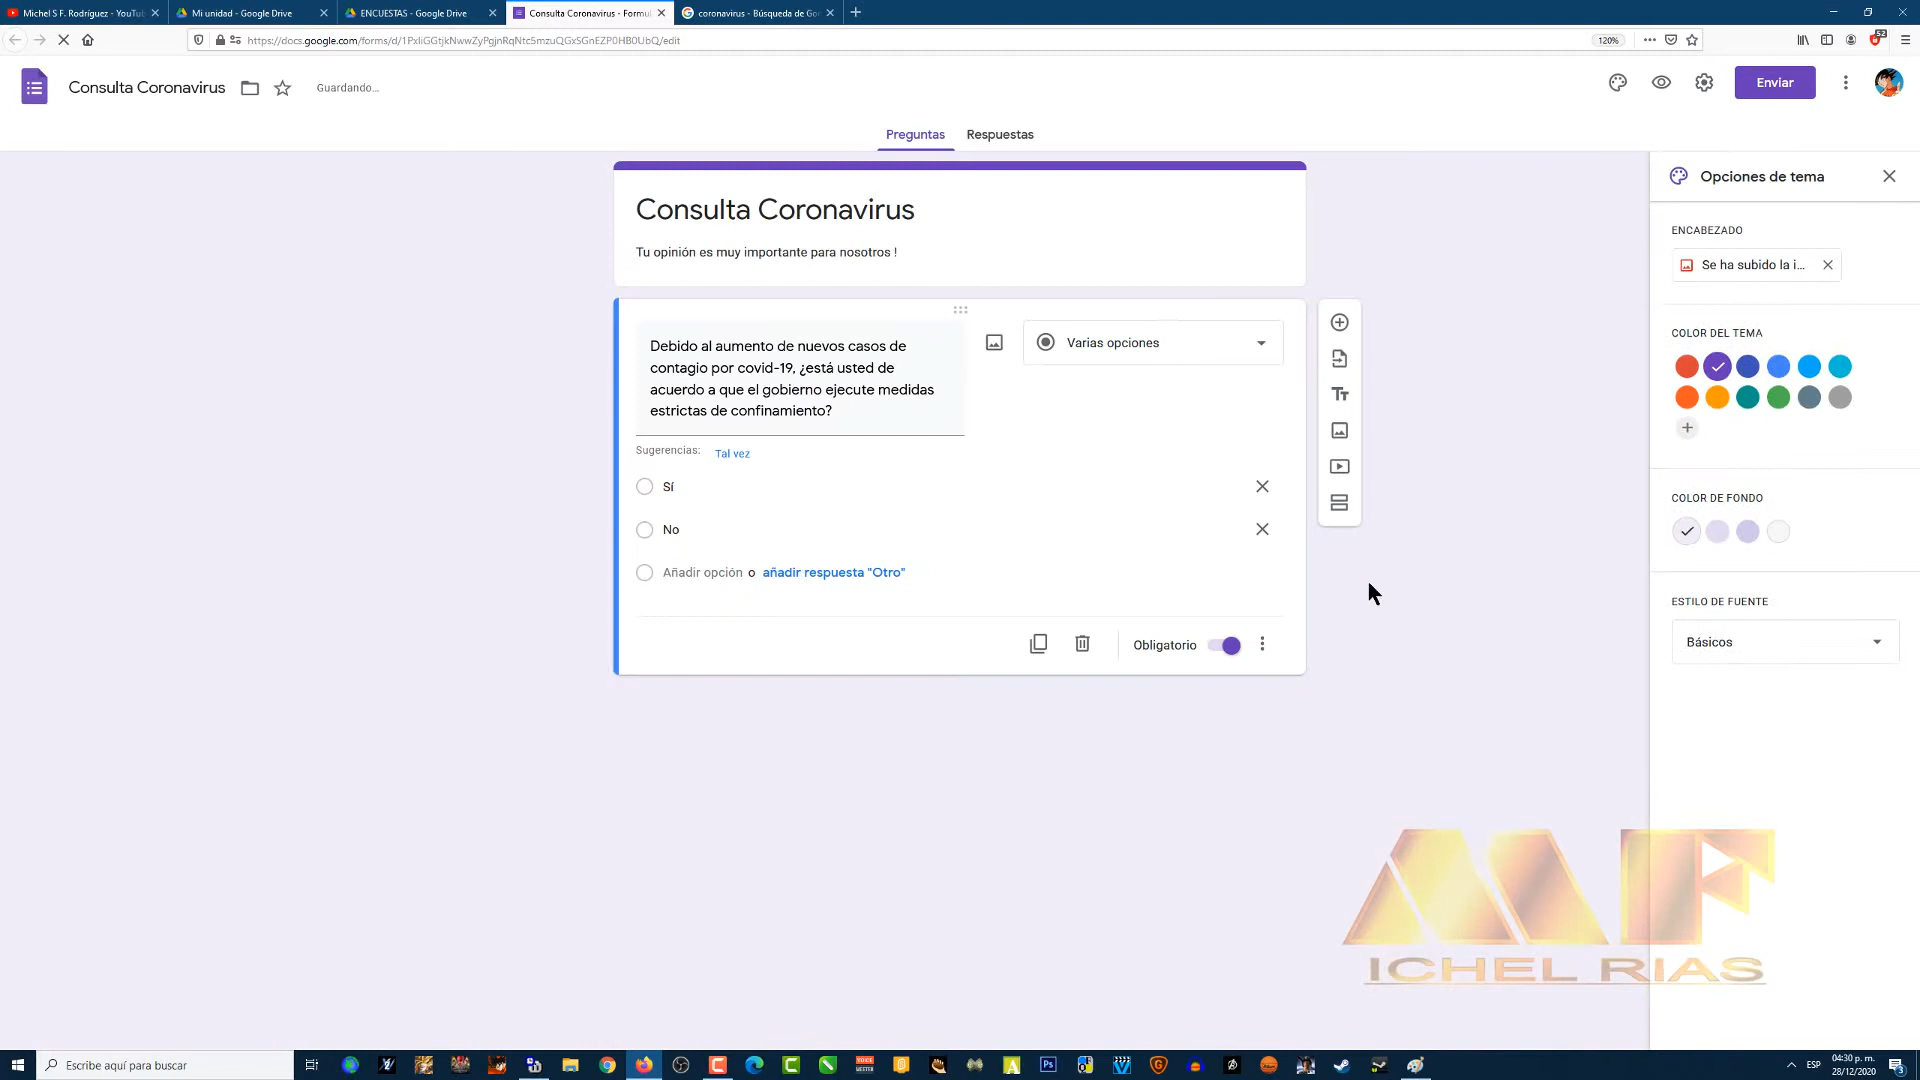 Michel S F. Rodríguez - YouTu
Mi unidad - Google Drive
ENCUESTAS - Google Drive
Consulta Coronavirus - Formul
coronavirus - Búsqueda de Goo
https://docs.google.com/forms/d/1PxliGGtjkNwwZyPgjnRqNtc5mzuQGxSGnEZP0HB0UbQ/edit
120%
52
Consulta Coronavirus
Guardando...
Enviar
Preguntas
Respuestas
Opciones de tema
Consulta Coronavirus
Tu opinión es muy importante para nosotros !
ENCABEZADO
Se ha subido la i...
Debido al aumento de nuevos casos de
contagio por covid-19, ¿está usted de
acuerdo a que el gobierno ejecute medidas
estrictas de confinamiento?
Varias opciones
COLOR DEL TEMA
Sugerencias: Tal vez
Sí
No
Añadir opción o añadir respuesta "Otro"
COLOR DE FONDO
Obligatorio
ESTILO DE FUENTE
Básicos
MF
ICHEL RIAS
Escribe aquí para buscar
ESP
04:30 p. m.
28/12/2020
3